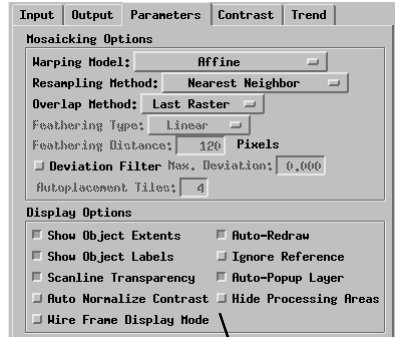 Input Output Parameters Contrast Trend
Mosaicking Options
Warping Model: Affine
Resampling Method: Nearest Neighbor
Overlap Method: Last Raster
Feathering Type: Linear
Feathering Distance: 120 Pixels
Deviation Filter Max. Deviation: 0.000
Autoplacement Tiles: 4
Display Options
Show Object Extents Auto-Redraw
Show Object Labels Ignore Reference
Scanline Transparency Auto-Popup Layer
Auto Normalize Contrast Hide Processing Areas
Wire Frame Display Mode